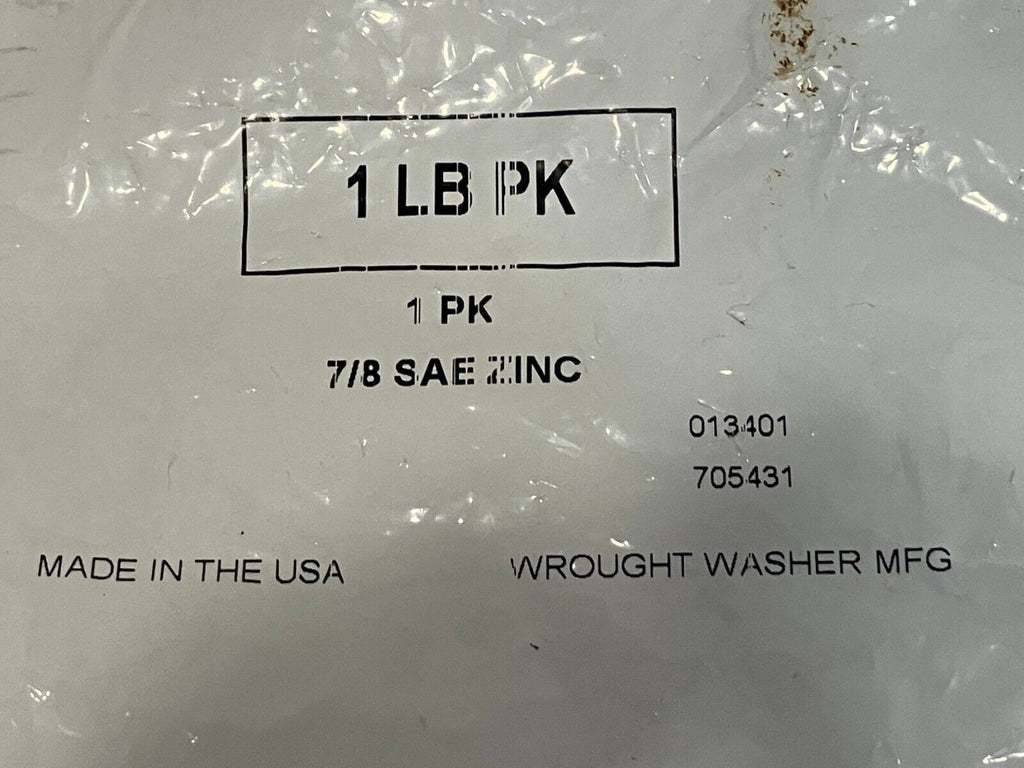 1 LB PK
1 PK
7/8 SAE ZINC
013401
705431
MADE IN THE USA
WROUGHT WASHER MFG